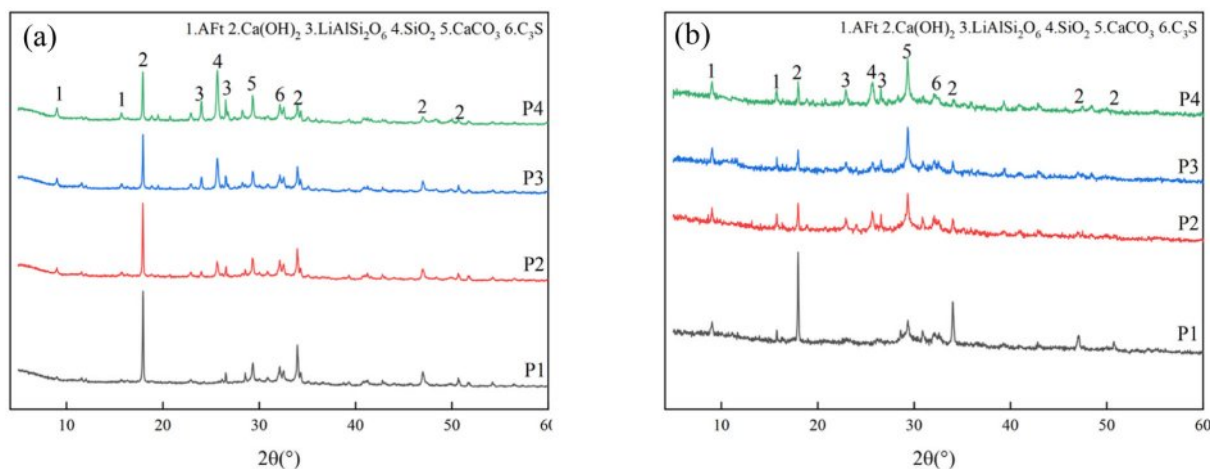 (a)
1.AFt 2.Ca(OH)₂ 3.LiAlSi₂O₆ 4.SiO₂ 5.CaCO₃ 6.C₃S
1 1 2 3 4 3 5 6 2 2 2
P4
P3
P2
P1
10 20 30 40 50 60
2θ(°)
(b)
1.AFt 2.Ca(OH)₂ 3.LiAlSi₂O₆ 4.SiO₂ 5.CaCO₃ 6.C₃S
1 1 2 3 4 3 5 6 2 2 2
P4
P3
P2
P1
10 20 30 40 50 60
2θ(°)